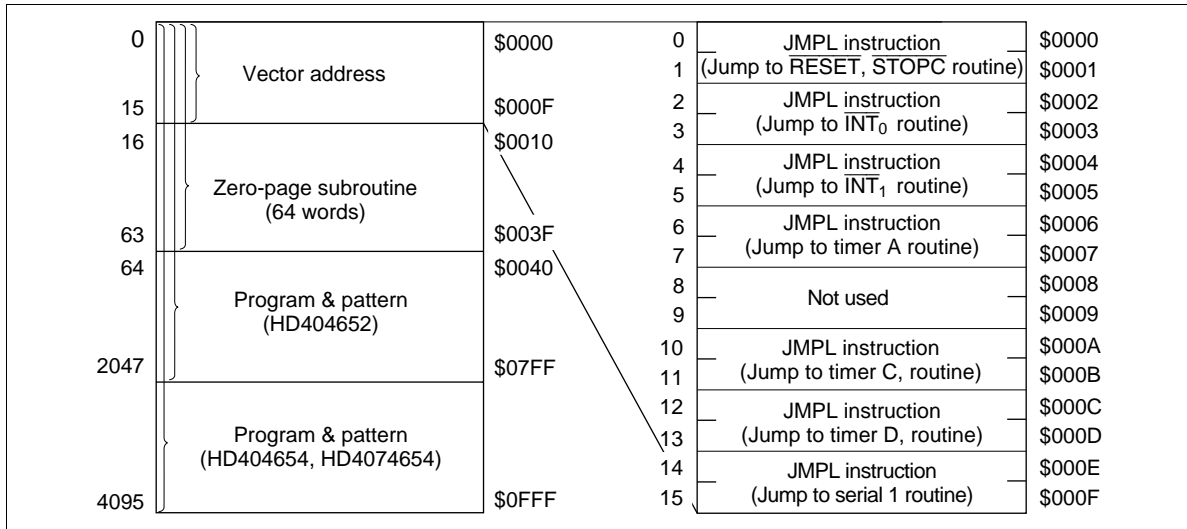 0
$0000
Vector address
15
$000F
16
$0010
Zero-page subroutine
(64 words)
63
$003F
64
$0040
Program & pattern
(HD404652)
2047
$07FF
Program & pattern
(HD404654, HD4074654)
4095
$0FFF
0
JMPL instruction
$0000
1
(Jump to RESET, STOPC routine)
$0001
2
JMPL instruction
$0002
3
(Jump to INT0 routine)
$0003
4
JMPL instruction
$0004
5
(Jump to INT1 routine)
$0005
6
JMPL instruction
$0006
7
(Jump to timer A routine)
$0007
8
Not used
$0008
9
$0009
10
JMPL instruction
$000A
11
(Jump to timer C, routine)
$000B
12
JMPL instruction
$000C
13
(Jump to timer D, routine)
$000D
14
JMPL instruction
$000E
15
(Jump to serial 1 routine)
$000F